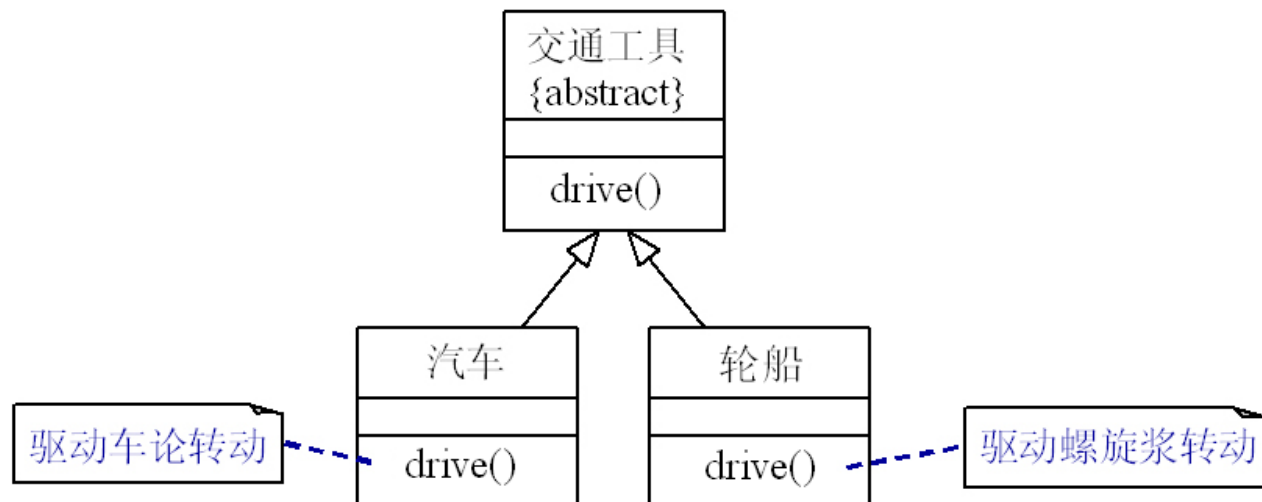 交通工具
{abstract}
drive()
汽车
轮船
驱动车论转动
drive()
drive()
驱动螺旋浆转动